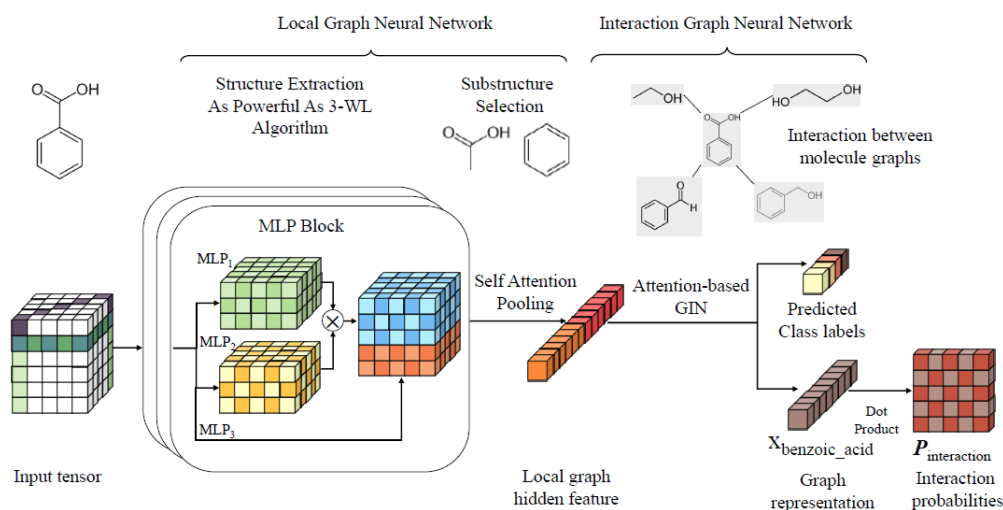 Local Graph Neural Network
Interaction Graph Neural Network
O
OH
Structure Extraction
As Powerful As 3-WL
Algorithm
Substructure
Selection
O
OH
OH
HO
OH
O
OH
O
H
OH
Interaction between
molecule graphs
MLP Block
MLP1
MLP2
MLP3
Self Attention
Pooling
Attention-based
GIN
Predicted
Class labels
Xbenzoic_acid
Dot
Product
Pinteraction
Input tensor
Local graph
hidden feature
Graph
representation
Interaction
probabilities